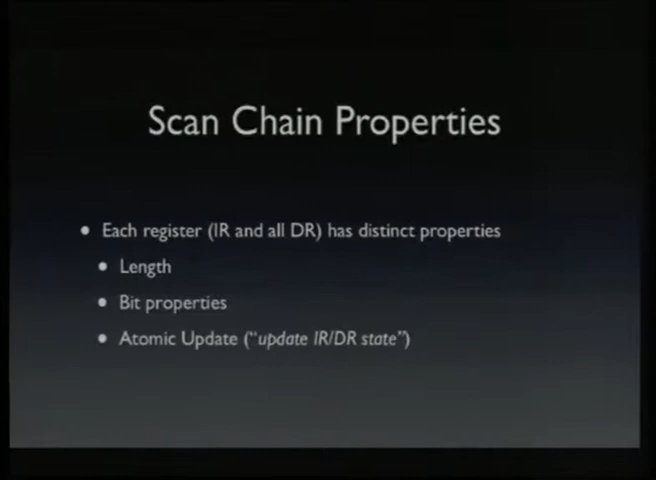 Scan Chain Properties
• Each register (IR and all DR) has distinct properties
• Length
• Bit properties
• Atomic Update ("update IR/DR state")